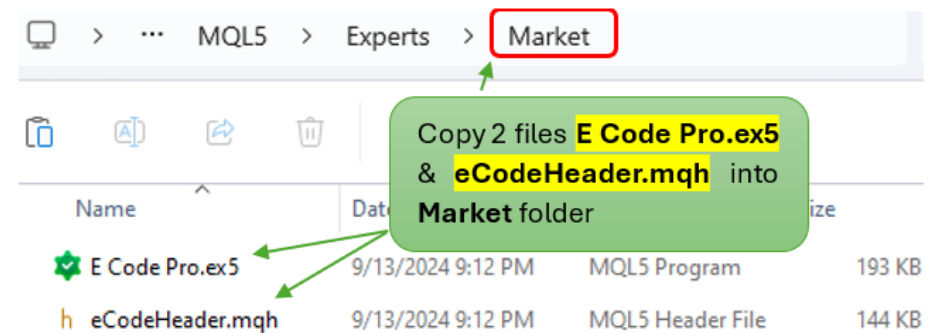 > ... MQL5 > Experts > Market
Copy 2 files E Code Pro.ex5
& eCodeHeader.mqh into
Market folder
Name Dat ize
E Code Pro.ex5 9/13/2024 9:12 PM MQL5 Program 193 KB
h eCodeHeader.mqh 9/13/2024 9:12 PM MQL5 Header File 144 KB